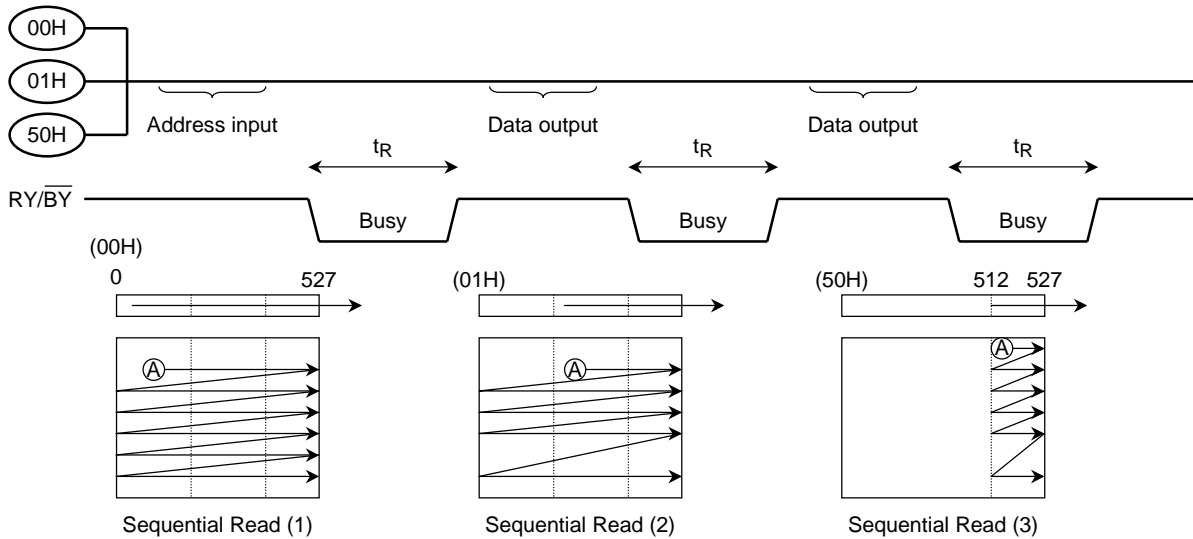 00H
01H
50H
Address input
Data output
Data output
tR
tR
tR
RY/BY
Busy
Busy
Busy
(00H)
0
527
(01H)
(50H)
512
527
A
A
A
Sequential Read (1)
Sequential Read (2)
Sequential Read (3)